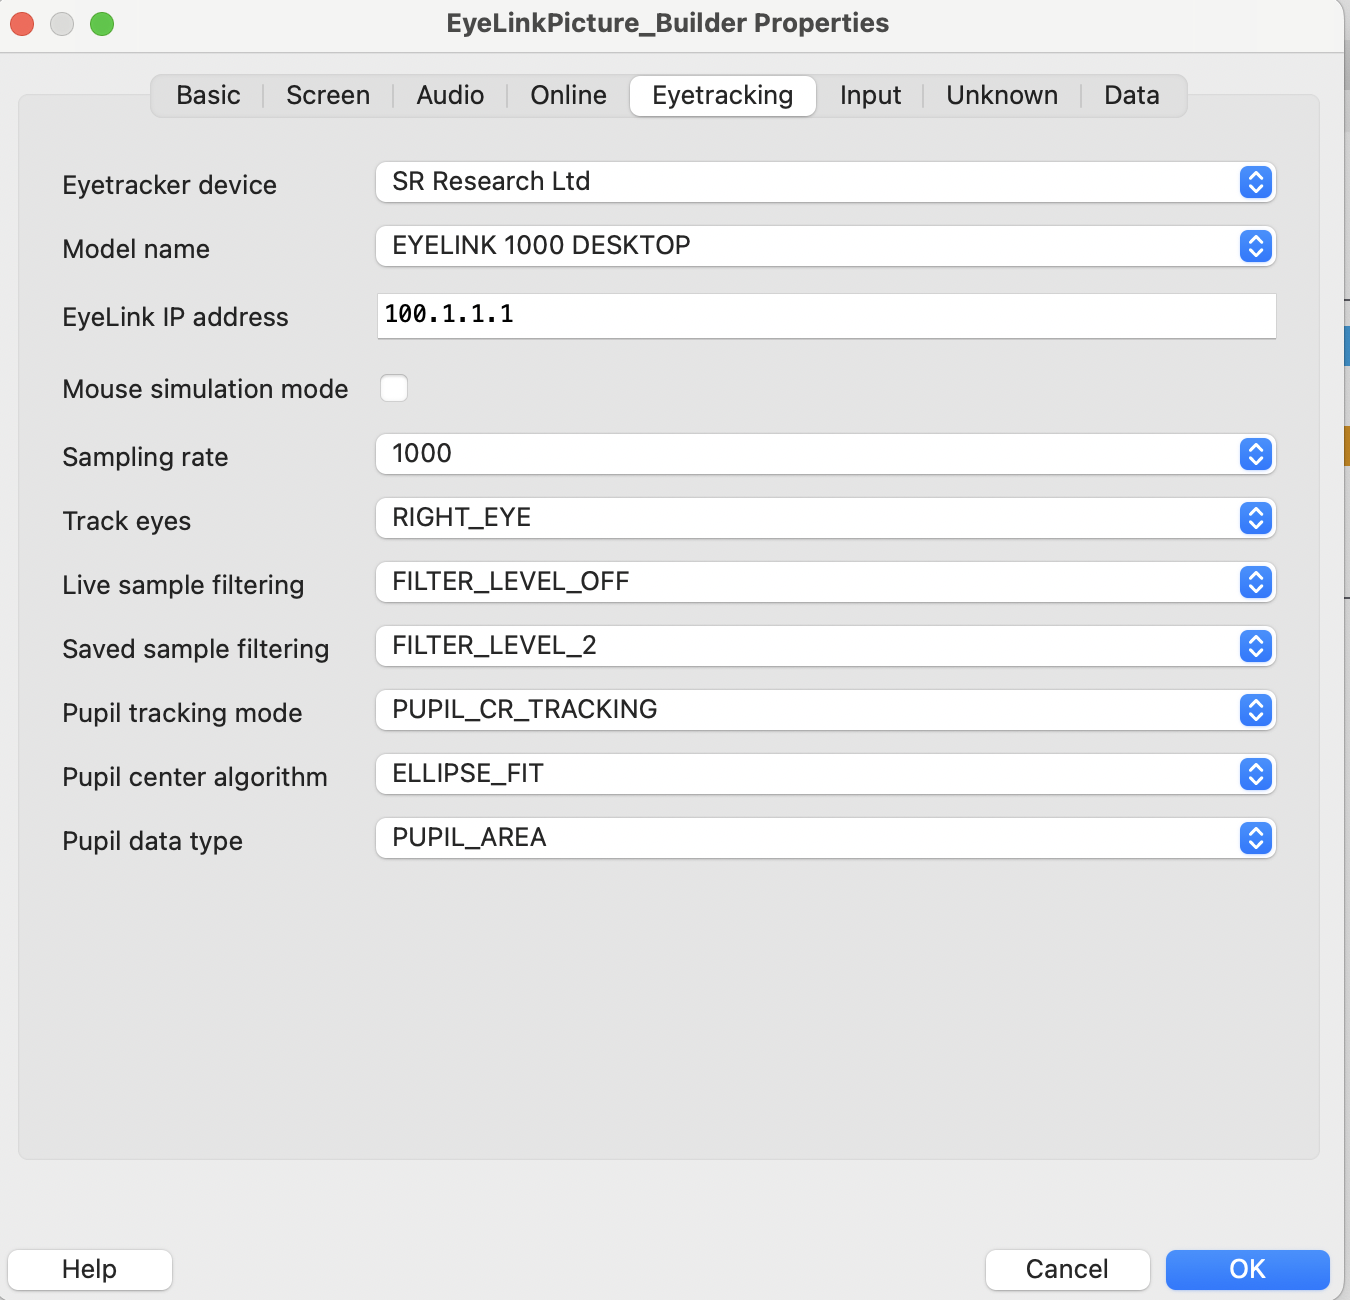 EyeLinkPicture_Builder Properties
Basic Screen Audio Online Eyetracking Input Unknown Data
Eyetracker device SR Research Ltd
Model name EYELINK 1000 DESKTOP
EyeLink IP address 100.1.1.1
Mouse simulation mode
Sampling rate 1000
Track eyes RIGHT_EYE
Live sample filtering FILTER_LEVEL_OFF
Saved sample filtering FILTER_LEVEL_2
Pupil tracking mode PUPIL_CR_TRACKING
Pupil center algorithm ELLIPSE_FIT
Pupil data type PUPIL_AREA
Help Cancel OK